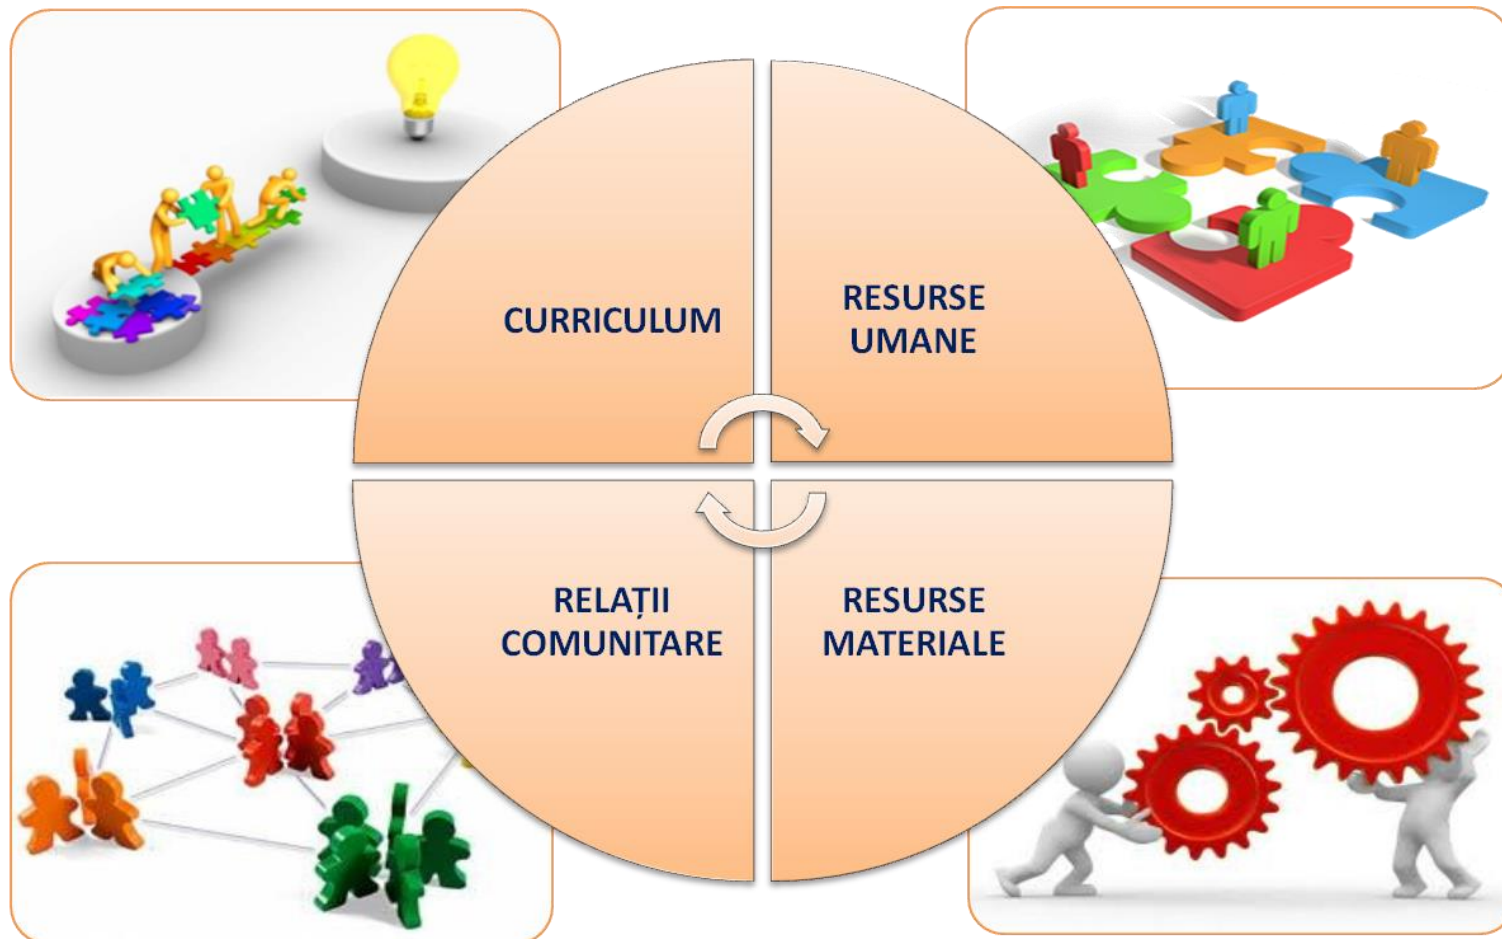 CURRICULUM
RESURSE
UMANE
RELAȚII
COMUNITARE
RESURSE
MATERIALE